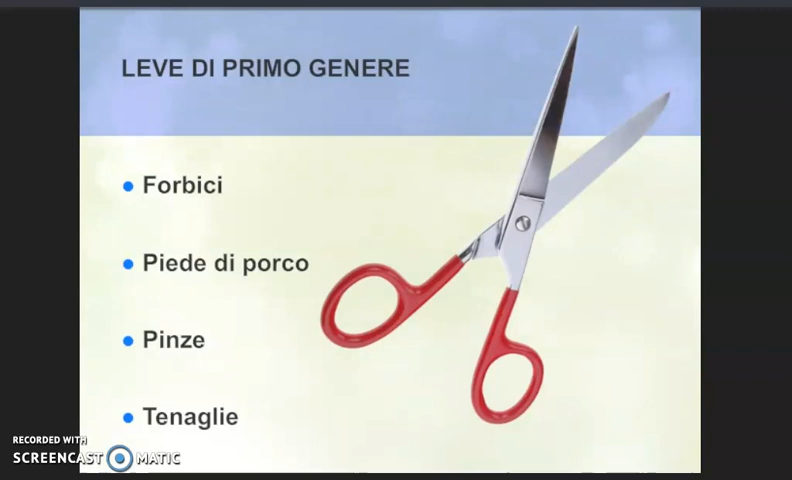 LEVE DI PRIMO GENERE
Forbici
Piede di porco
Pinze
Tenaglie
RECORDED WITH
SCREENCAST MATIC